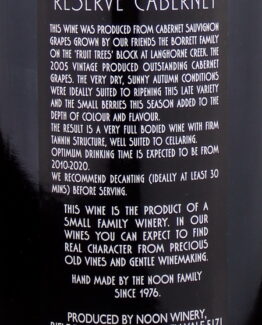 RESERVE CABERNET
THIS WINE WAS PRODUCED FROM CABERNET SAUVIGNON
GRAPES GROWN BY OUR FRIENDS THE BORRETT FAMILY
ON THE 'FRUIT TREES' BLOCK AT LANGHORNE CREEK. THE
2005 VINTAGE PRODUCED OUTSTANDING CABERNET
GRAPES. THE VERY DRY, SUNNY AUTUMN CONDITIONS
WERE IDEALLY SUITED TO RIPENING THIS LATE VARIETY
AND THE SMALL BERRIES THIS SEASON ADDED TO THE
DEPTH OF COLOUR AND FLAVOUR.
THE RESULT IS A VERY FULL BODIED WINE WITH FIRM
TANNIN STRUCTURE, WELL SUITED TO CELLARING.
OPTIMUM DRINKING TIME IS EXPECTED TO BE FROM
2010-2020.
WE RECOMMEND DECANTING (IDEALLY AT LEAST 30
MINS) BEFORE SERVING.
THIS WINE IS THE PRODUCT OF A
SMALL FAMILY WINERY. IN OUR
WINES YOU CAN EXPECT TO FIND
REAL CHARACTER FROM PRECIOUS
OLD VINES AND GENTLE WINEMAKING.
HAND MADE BY THE NOON FAMILY
SINCE 1976.
PRODUCED BY NOON WINERY,